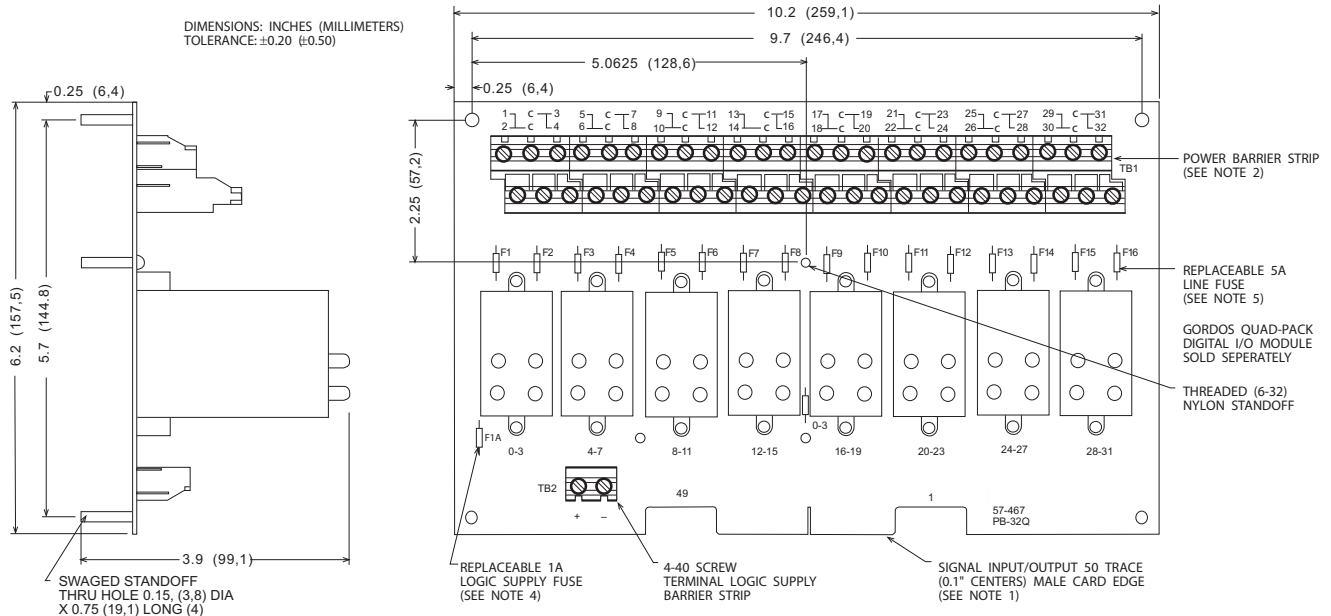 DIMENSIONS: INCHES (MILLIMETERS)
TOLERANCE: ±0.20 (±0.50)
10.2 (259,1)
9.7 (246,4)
5.0625 (128,6)
0.25 (6,4)
0.25 (6,4)
1 C 3 5 C 7 9 C 11 13 C 15 17 C 19 21 C 23 25 C 27 29 C 31
2 C 4 6 C 8 10 C 12 14 C 16 18 C 20 22 C 24 26 C 28 30 C 32
POWER BARRIER STRIP
(SEE NOTE 2)
TB1
2.25 (57,2)
6.2 (157,5)
5.7 (144.8)
F1 F2 F3 F4 F5 F6 F7 F8 F9 F10 F11 F12 F13 F14 F15 F16
REPLACEABLE 5A
LINE FUSE
(SEE NOTE 5)
GORDOS QUAD-PACK
DIGITAL I/O MODULE
SOLD SEPERATELY
THREADED (6-32)
NYLON STANDOFF
0-3
F1A
0-3 4-7 8-11 12-15 16-19 20-23 24-27 28-31
TB2
+ –
49
1
57-467
PB-32Q
3.9 (99,1)
SWAGED STANDOFF
THRU HOLE 0.15, (3,8) DIA
X 0.75 (19,1) LONG (4)
REPLACEABLE 1A
LOGIC SUPPLY FUSE
(SEE NOTE 4)
4-40 SCREW
TERMINAL LOGIC SUPPLY
BARRIER STRIP
SIGNAL INPUT/OUTPUT 50 TRACE
(0.1" CENTERS) MALE CARD EDGE
(SEE NOTE 1)